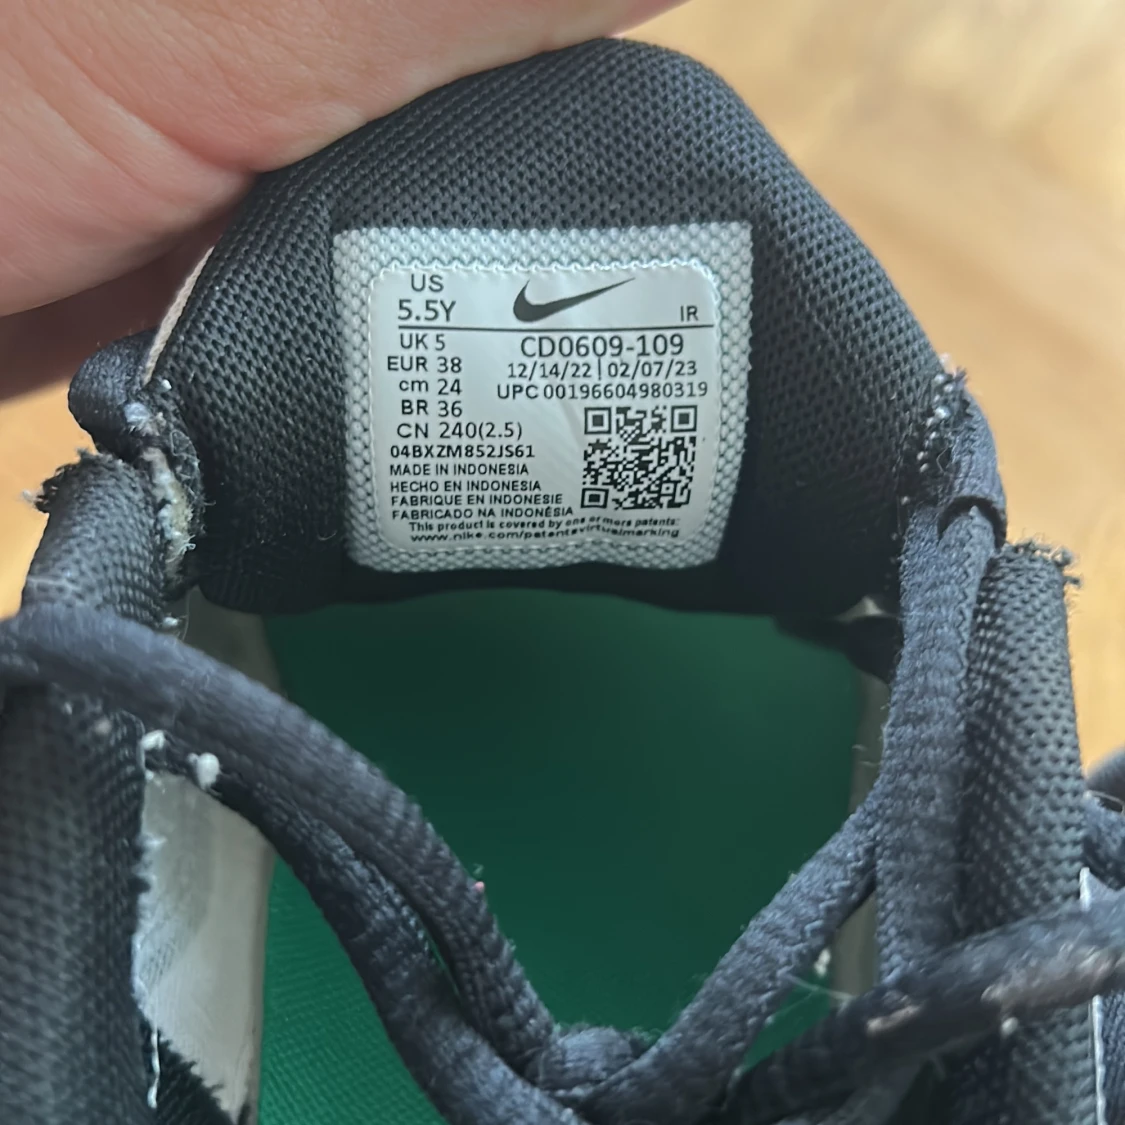 US
5.5Y
IR
UK 5
EUR 38
cm 24
BR 36
CN 240(2.5)
CD0609-109
12/14/22 | 02/07/23
UPC 00196604980319
04BXZM852JS61
MADE IN INDONESIA
HECHO EN INDONESIA
FABRIQUE EN INDONESIE
FABRICADO NA INDONÉSIA
This product is covered by one or more patents:
www.nike.com/patentsvirtualmarking